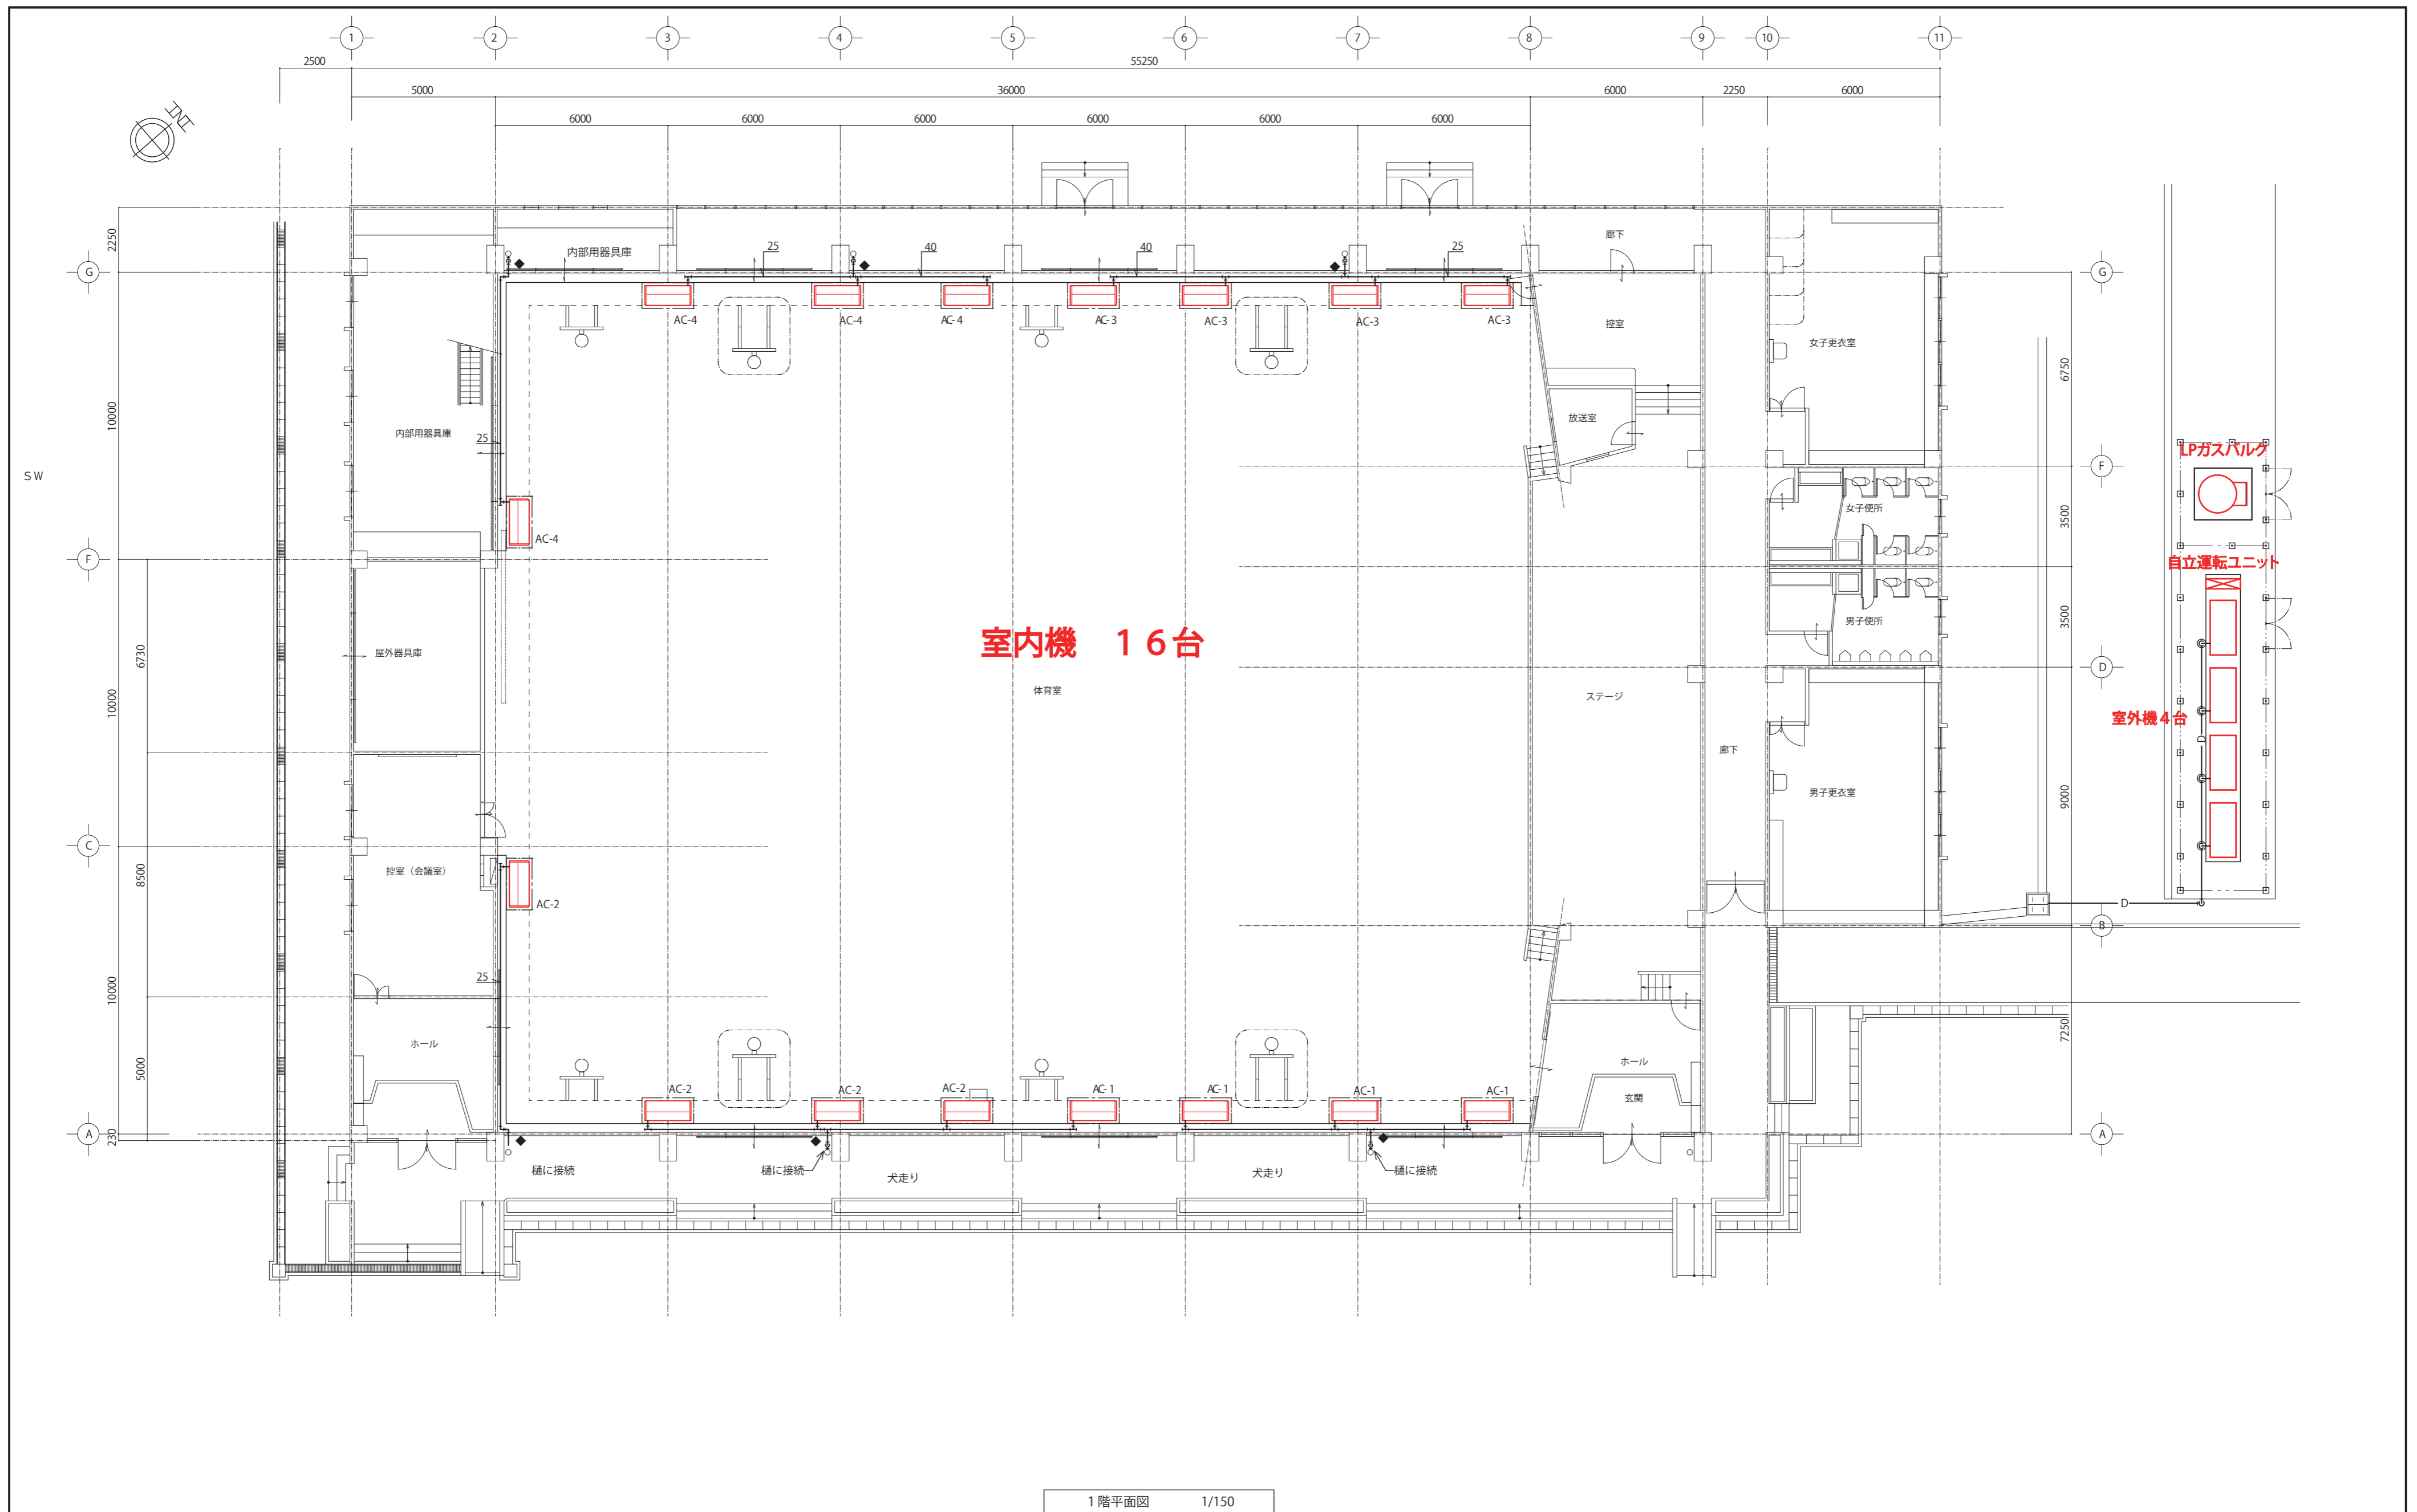 1 2 3 4 5 6 7 8 9 10 11
2500 55250
5000 36000 6000 2250 6000
6000 6000 6000 6000 6000 6000
2250
内部用器具庫
25 40 40 25
廊下
G G
AC-4 AC-4 AC-4 AC-3 AC-3 AC-3 AC-3
控室
女子更衣室
6750
10000
放送室
内部用器具庫
25
LPガスバルク
F
SW
女子便所
3500
AC-4
F
自立運転ユニット
男子便所
3500
室内機 16台
屋外器具庫
6730
D
体育室
ステージ
10000
室外機4台
廊下
D
男子更衣室
9000
C
控室(会議室)
8500
AC-2
D
B
25
10000
7250
ホール
ホール
5000
AC-2 AC-2 AC-2 AC-1 AC-1 AC-1 AC-1
玄関
A A
230
樋に接続 樋に接続 犬走り 犬走り 樋に接続
1階平面図 1/150